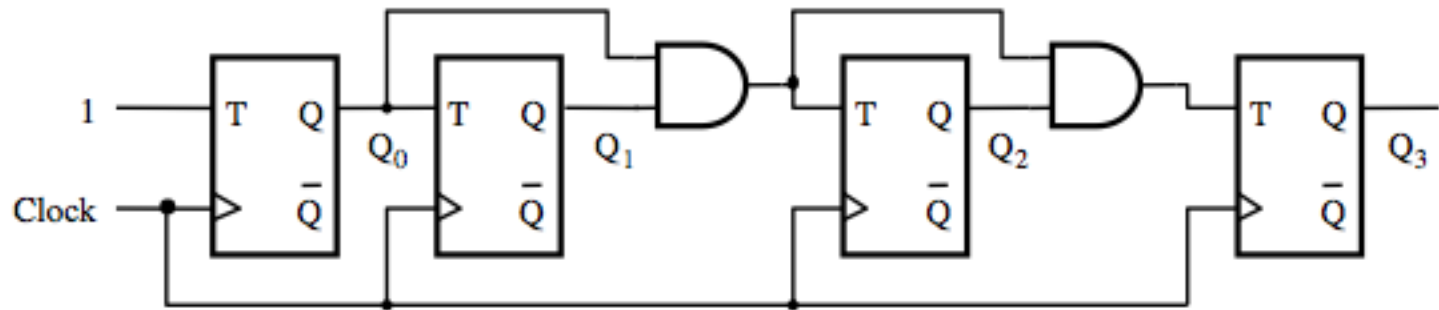 1 T Q T Q T Q T Q
Q0 Q1 Q2 Q3
Clock Q̅ Q̅ Q̅ Q̅